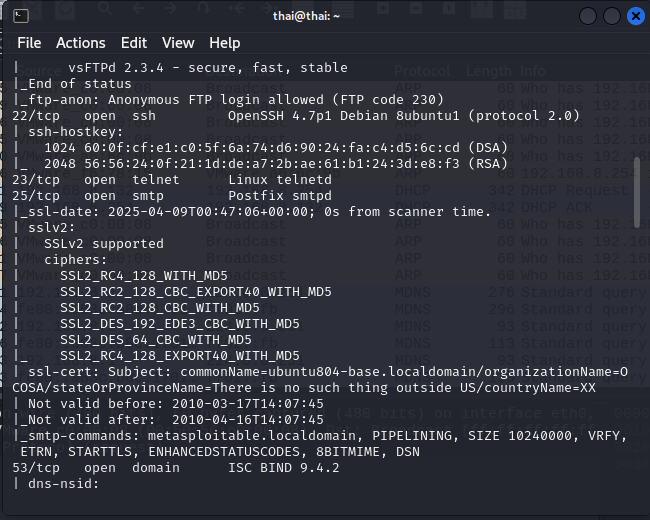 thai@thai: ~
File Actions Edit View Help
|      vsFTPd 2.3.4 - secure, fast, stable
|_End of status
|_ftp-anon: Anonymous FTP login allowed (FTP code 230)
22/tcp   open  ssh         OpenSSH 4.7p1 Debian 8ubuntu1 (protocol 2.0)
| ssh-hostkey:
|   1024 60:0f:cf:e1:c0:5f:6a:74:d6:90:24:fa:c4:d5:6c:cd (DSA)
|_  2048 56:56:24:0f:21:1d:de:a7:2b:ae:61:b1:24:3d:e8:f3 (RSA)
23/tcp   open  telnet      Linux telnetd
25/tcp   open  smtp        Postfix smtpd
|_ssl-date: 2025-04-09T00:47:06+00:00; 0s from scanner time.
| sslv2:
|   SSLv2 supported
|   ciphers:
|     SSL2_RC4_128_WITH_MD5
|     SSL2_RC2_128_CBC_EXPORT40_WITH_MD5
|     SSL2_RC2_128_CBC_WITH_MD5
|     SSL2_DES_192_EDE3_CBC_WITH_MD5
|     SSL2_DES_64_CBC_WITH_MD5
|_    SSL2_RC4_128_EXPORT40_WITH_MD5
| ssl-cert: Subject: commonName=ubuntu804-base.localdomain/organizationName=O
COSA/stateOrProvinceName=There is no such thing outside US/countryName=XX
| Not valid before: 2010-03-17T14:07:45
|_Not valid after:  2010-04-16T14:07:45
|_smtp-commands: metasploitable.localdomain, PIPELINING, SIZE 10240000, VRFY,
 ETRN, STARTTLS, ENHANCEDSTATUSCODES, 8BITMIME, DSN
53/tcp   open  domain      ISC BIND 9.4.2
| dns-nsid: